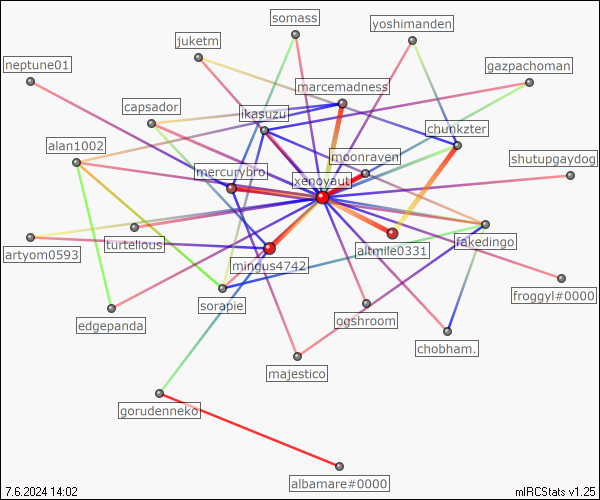 somass
yoshimanden
juketm
neptune01
gazpachoman
marcemadness
capsador
ikasuzu
chunkzter
alan1002
moonraven
shutupgaydog
mercurybro
xenoyaut
turtelious
artyom0593
fakedingo
altmile0331
mingus4742
froggyl#0000
sorapie
edgepanda
ogshroom
chobham.
majestico
gorudenneko
albamare#0000
7.6.2024 14:02
mIRCStats v1.25